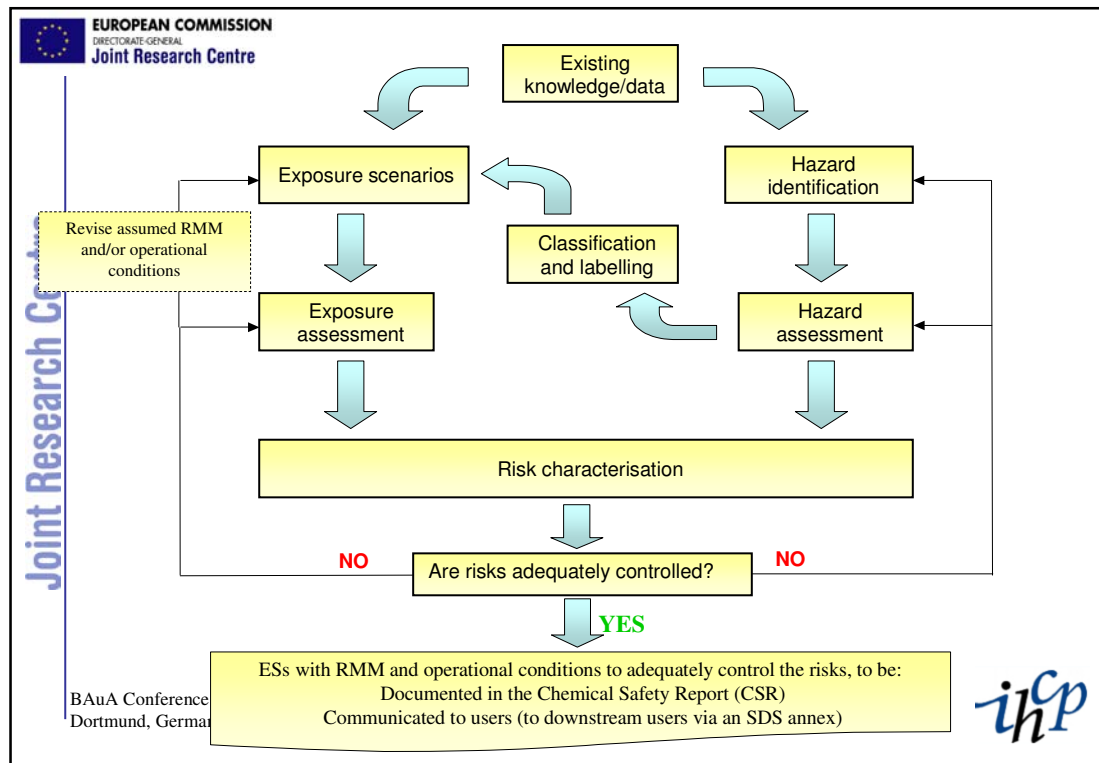 EUROPEAN COMMISSION
DIRECTORATE-GENERAL
Joint Research Centre
Existing
knowledge/data
Exposure scenarios
Hazard
identification
Revise assumed RMM
and/or operational
conditions
Classification
and labelling
Exposure
assessment
Hazard
assessment
Risk characterisation
NO
Are risks adequately controlled?
NO
YES
ESs with RMM and operational conditions to adequately control the risks, to be:
Documented in the Chemical Safety Report (CSR)
Communicated to users (to downstream users via an SDS annex)
BAuA Conference
Dortmund, German
Joint Research Centre
ihcp